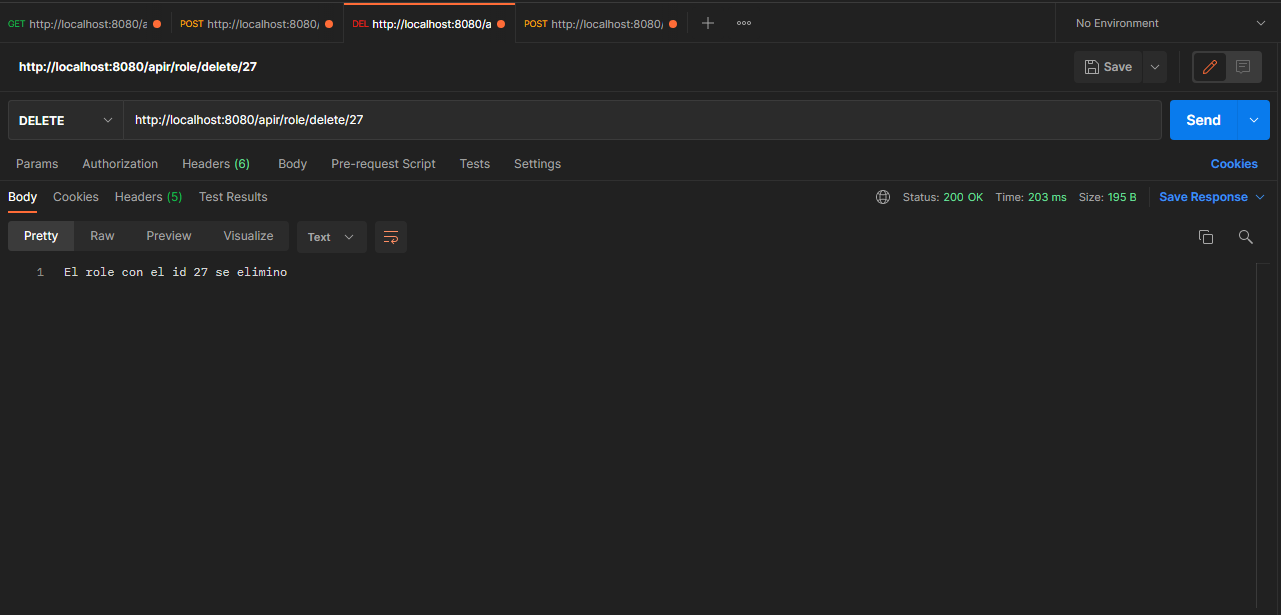 GET http://localhost:8080/a POST http://localhost:8080/ DEL http://localhost:8080/a POST http://localhost:8080/ No Environment
http://localhost:8080/apir/role/delete/27 Save
DELETE http://localhost:8080/apir/role/delete/27 Send
Params Authorization Headers (6) Body Pre-request Script Tests Settings Cookies
Body Cookies Headers (5) Test Results Status: 200 OK Time: 203 ms Size: 195 B Save Response
Pretty Raw Preview Visualize Text
1 El role con el id 27 se elimino